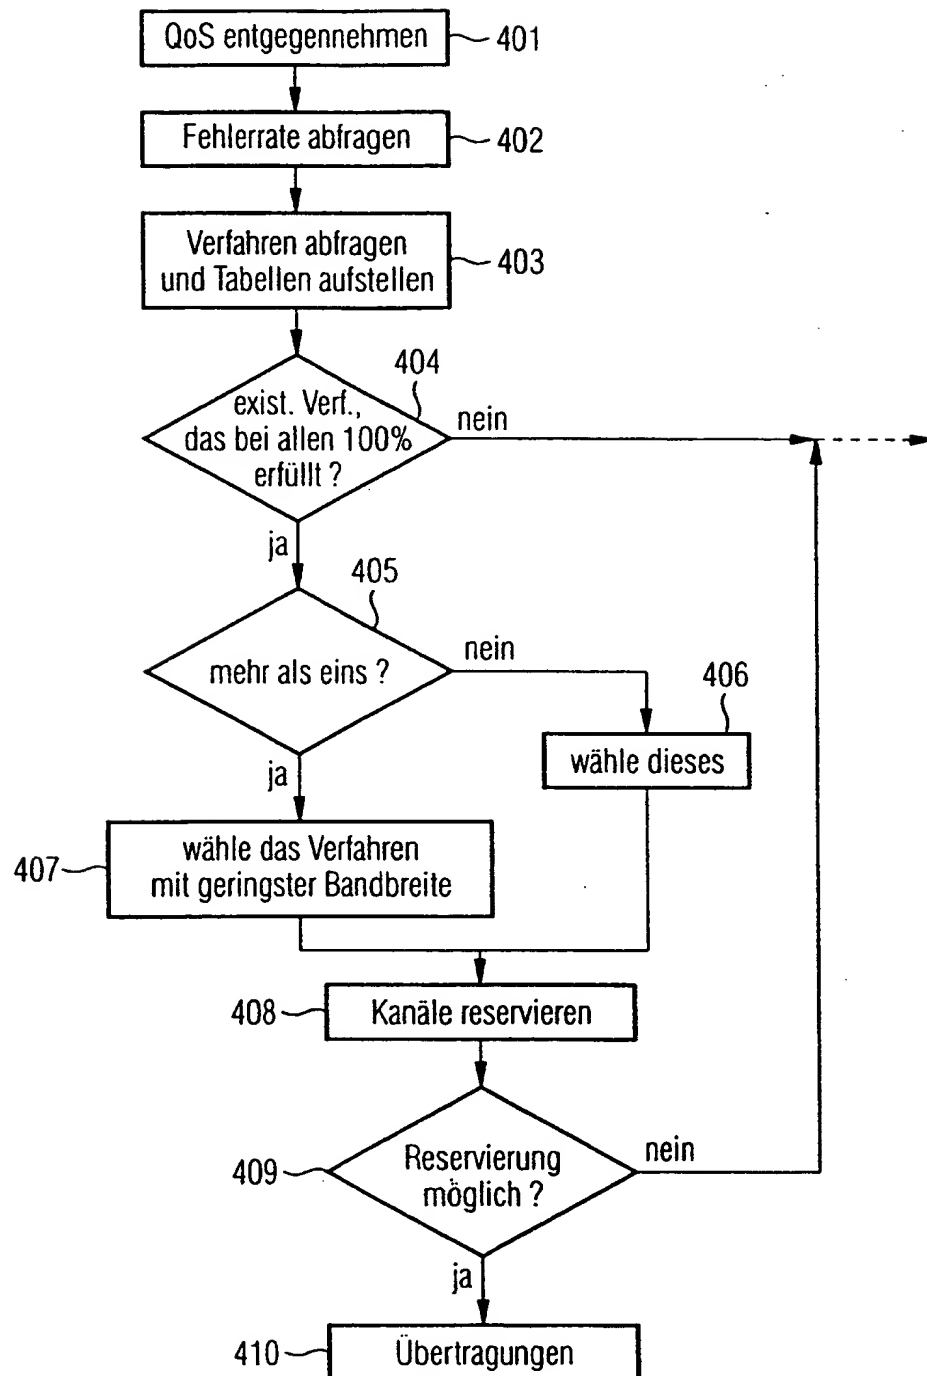 QoS entgegennehmen
401
Fehlerrate abfragen
402
Verfahren abfragen
und Tabellen aufstellen
403
404
exist. Verf.,
das bei allen 100%
erfüllt ?
nein
ja
405
mehr als eins ?
nein
406
wähle dieses
ja
407
wähle das Verfahren
mit geringster Bandbreite
408
Kanäle reservieren
409
Reservierung
möglich ?
nein
ja
410
Übertragungen